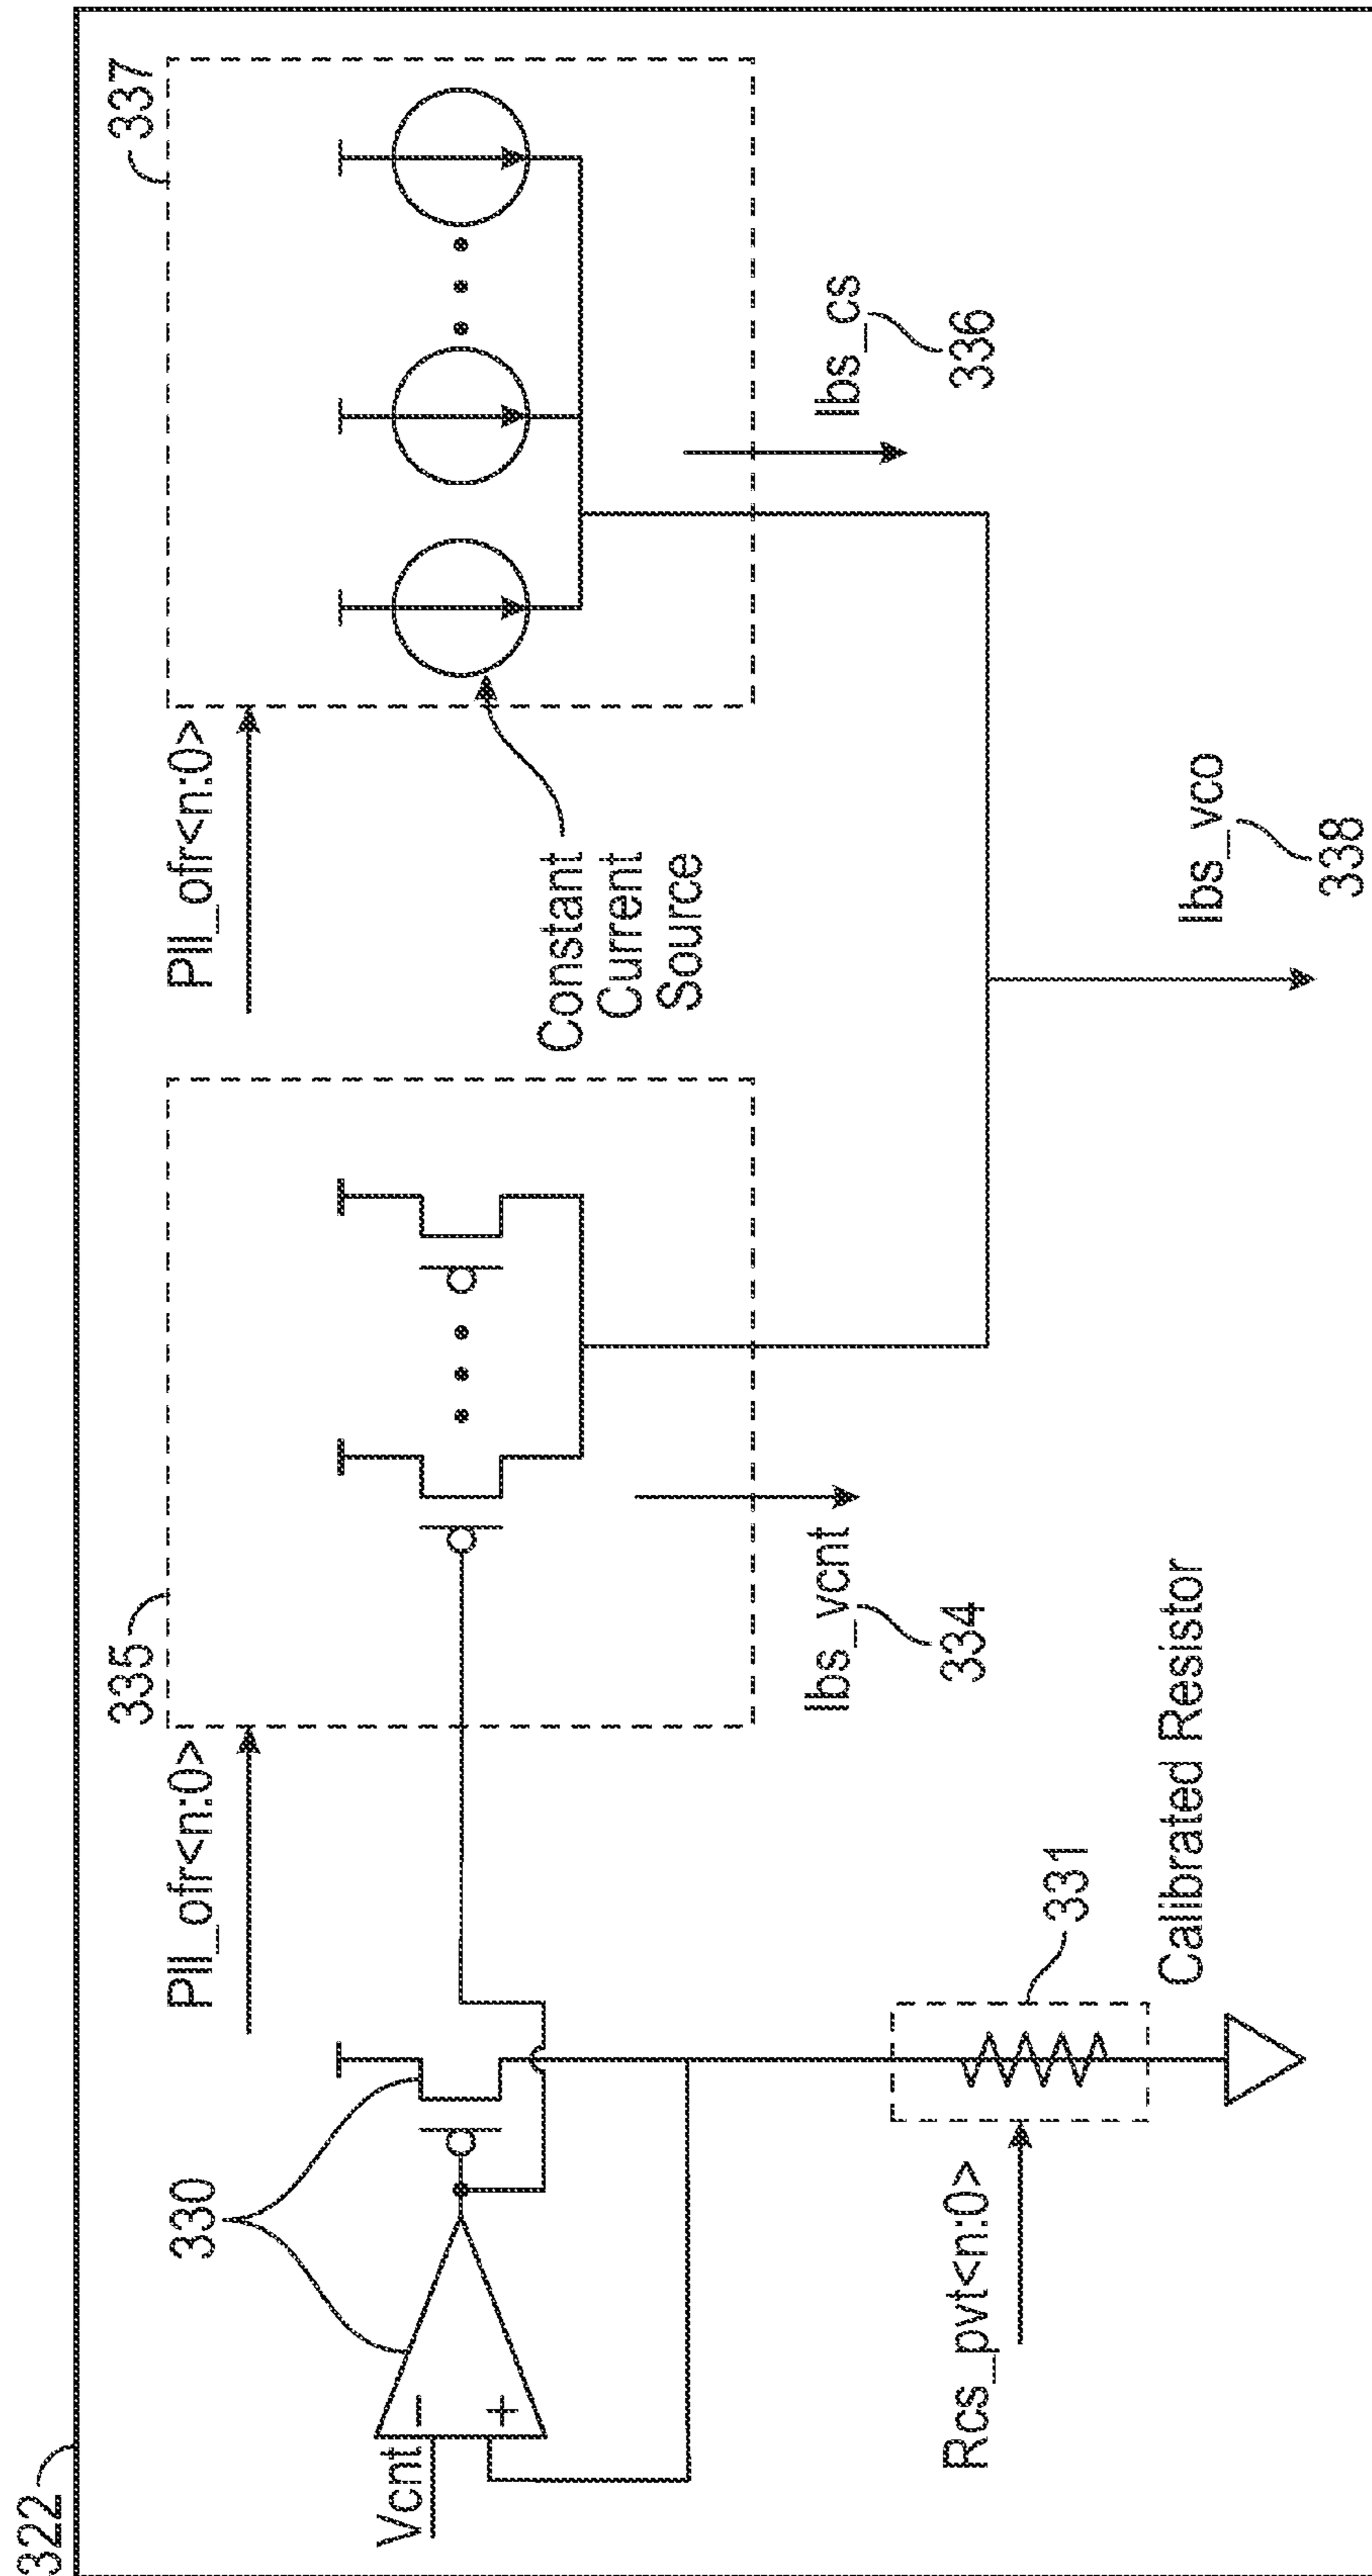 322
330
Vcnt
−
+
Pll_ofr<n:0>
335
Ibs_vcnt
334
Rcs_pvt<n:0>
331
Calibrated Resistor
Pll_ofr<n:0>
337
Constant
Current
Source
Ibs_cs
336
Ibs_vco
338